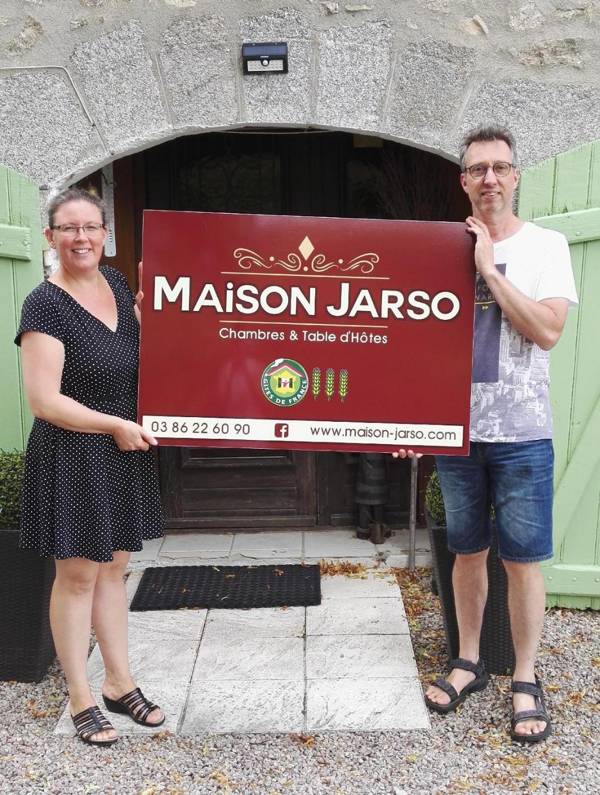 MAiSON JARSO
Chambres & Table d'Hôtes
GÎTES DE FRANCE
03 86 22 60 90 www.maison-jarso.com